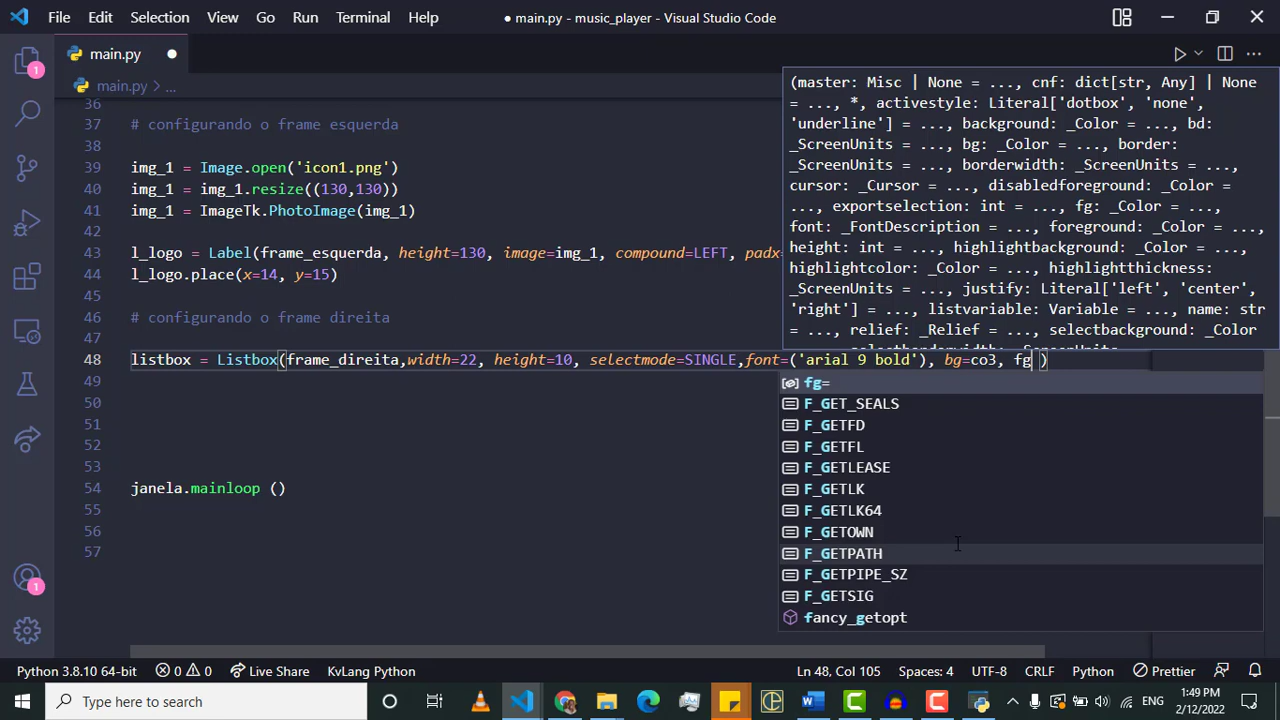 File Edit Selection View Go Run Terminal Help
● main.py - music_player - Visual Studio Code
main.py
main.py > ...
36
37 # configurando o frame esquerda
38
39 img_1 = Image.open('icon1.png')
40 img_1 = img_1.resize((130,130))
41 img_1 = ImageTk.PhotoImage(img_1)
42
43 l_logo = Label(frame_esquerda, height=130, image=img_1, compound=LEFT, padx=
44 l_logo.place(x=14, y=15)
45
46 # configurando o frame direita
47
48 listbox = Listbox(frame_direita,width=22, height=10, selectmode=SINGLE,font=('arial 9 bold'), bg=co3, fg )
49
50
51
52
53
54 janela.mainloop ()
55
56
57
(master: Misc | None = ..., cnf: dict[str, Any] | None
= ..., *, activestyle: Literal['dotbox', 'none',
'underline'] = ..., background: _Color = ..., bd:
_ScreenUnits = ..., bg: _Color = ..., border:
_ScreenUnits = ..., borderwidth: _ScreenUnits = ...,
cursor: _Cursor = ..., disabledforeground: _Color =
..., exportselection: int = ..., fg: _Color = ...,
font: _FontDescription = ..., foreground: _Color = ...,
height: int = ..., highlightbackground: _Color = ...,
highlightcolor: _Color = ..., highlightthickness:
_ScreenUnits = ..., justify: Literal['left', 'center',
'right'] = ..., listvariable: Variable = ..., name: str
= ..., relief: _Relief = ..., selectbackground: _Color
fg=
F_GET_SEALS
F_GETFD
F_GETFL
F_GETLEASE
F_GETLK
F_GETLK64
F_GETOWN
F_GETPATH
F_GETPIPE_SZ
F_GETSIG
fancy_getopt
1
1
Python 3.8.10 64-bit 0 0 Live Share KvLang Python Ln 48, Col 105 Spaces: 4 UTF-8 CRLF Python Prettier
Type here to search
ENG
1:49 PM
2/12/2022